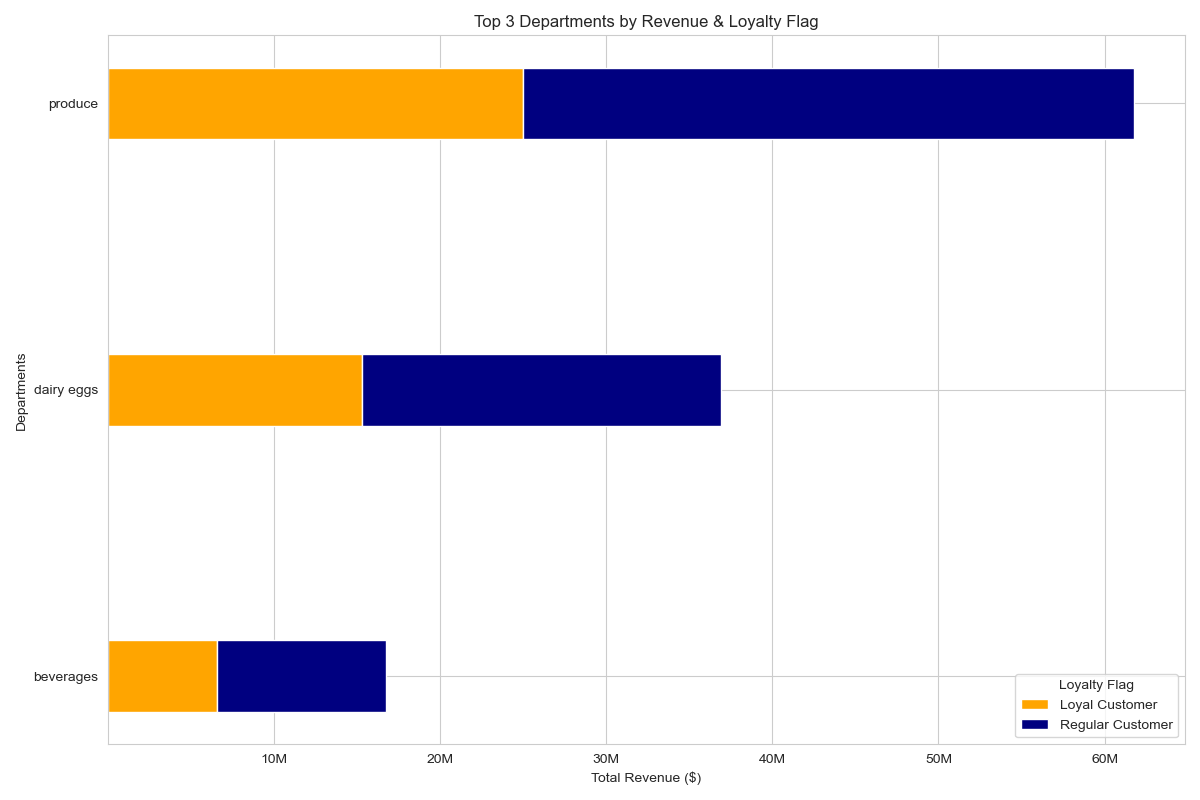 Top 3 Departments by Revenue & Loyalty Flag
produce
dairy eggs
beverages
Departments
10M
20M
30M
40M
50M
60M
Total Revenue ($)
Loyalty Flag
Loyal Customer
Regular Customer